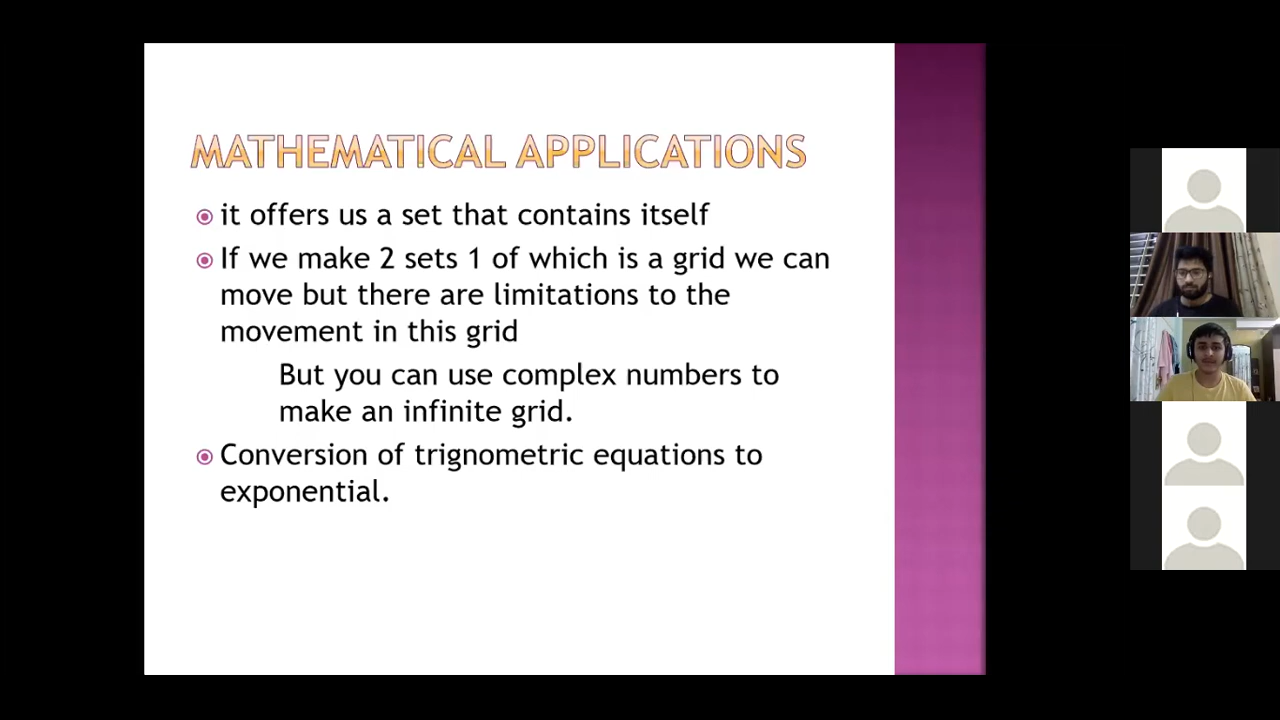 MATHEMATICAL APPLICATIONS
it offers us a set that contains itself
If we make 2 sets 1 of which is a grid we can
move but there are limitations to the
movement in this grid
But you can use complex numbers to
make an infinite grid.
Conversion of trignometric equations to
exponential.